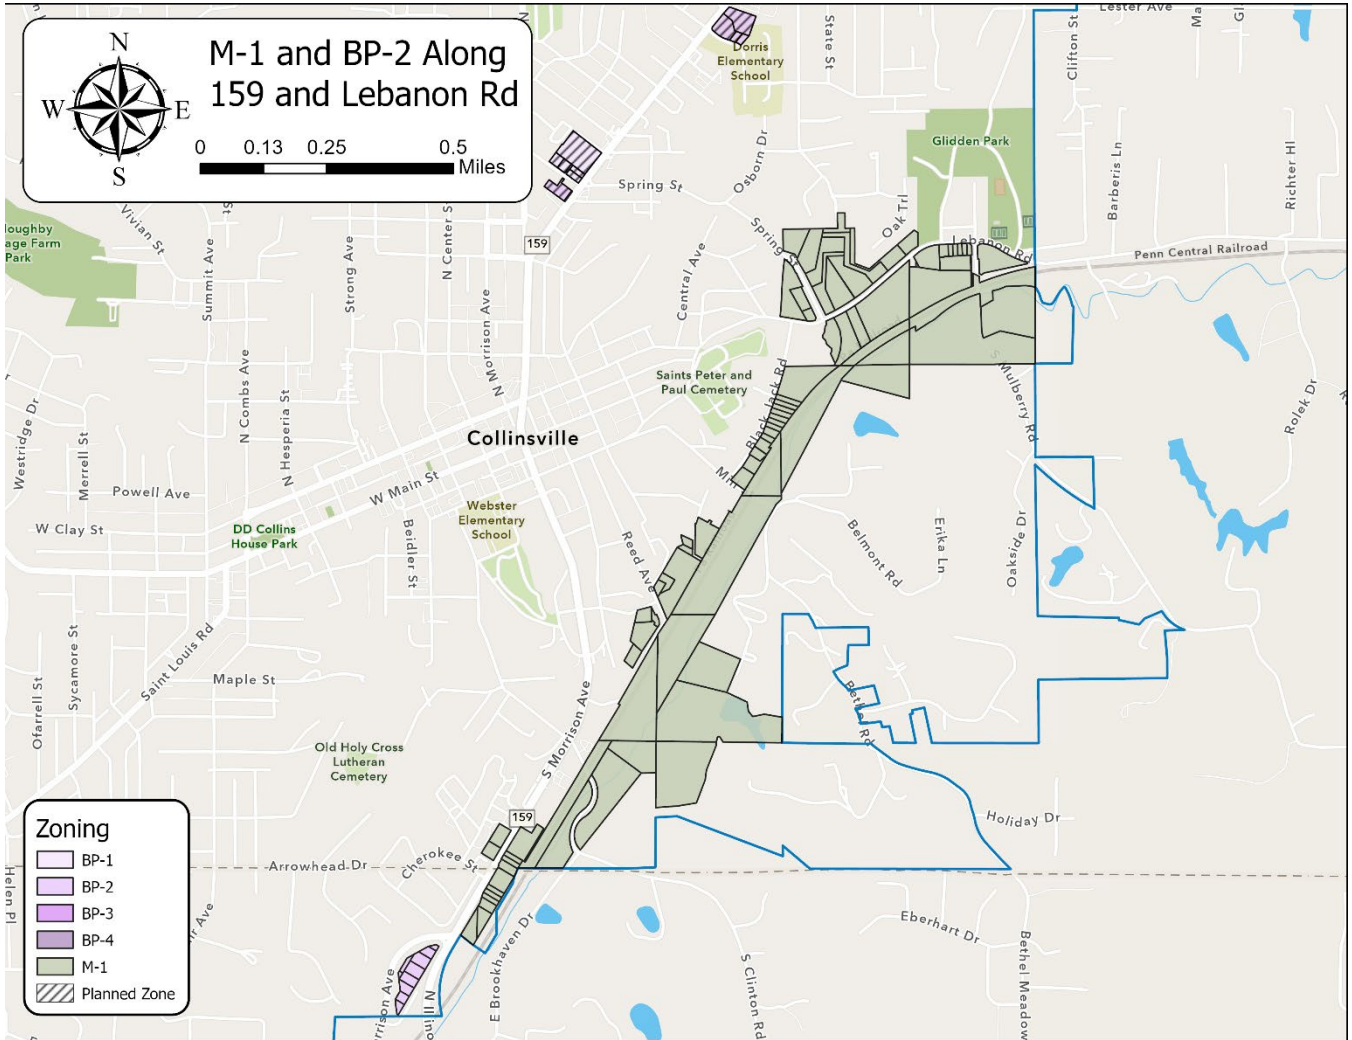 M-1 and BP-2 Along
159 and Lebanon Rd
N
W
E
S
0
0.13
0.25
0.5
Miles
Lester Ave
State St
Clifton St
Dorris
Elementary
School
Glidden Park
Osborn Dr
Barberis Ln
Richter Hl
Spring St
Oak Trl
Spring S
Lebanon Rd
Penn Central Railroad
Vivian St
Park
Summit Ave
Strong Ave
N Center S
159
Central Ave
N Morrison Ave
N Combs Ave
N Hesperia St
Saints Peter and
Paul Cemetery
Black Jack Rd
S Mulberry Rd
Rolek Dr
Westridge Dr
Merrell St
Collinsville
Powell Ave
W Main St
W Clay St
DD Collins
House Park
Webster
Elementary
School
Beidler St
Reed Ave
Belmont Rd
Erika Ln
Oakside Dr
Sycamore St
Saint Louis Rd
Maple St
Ofarrell St
Bethel Rd
S Morrison Ave
Old Holy Cross
Lutheran
Cemetery
159
Holiday Dr
Arrowhead Dr
Cherokee St
Helen Pl
Eberhart Dr
E Brookhaven Dr
S Clinton Rd
Bethel Meadow
rrison Ave
N Illino
Zoning
BP-1
BP-2
BP-3
BP-4
M-1
Planned Zone